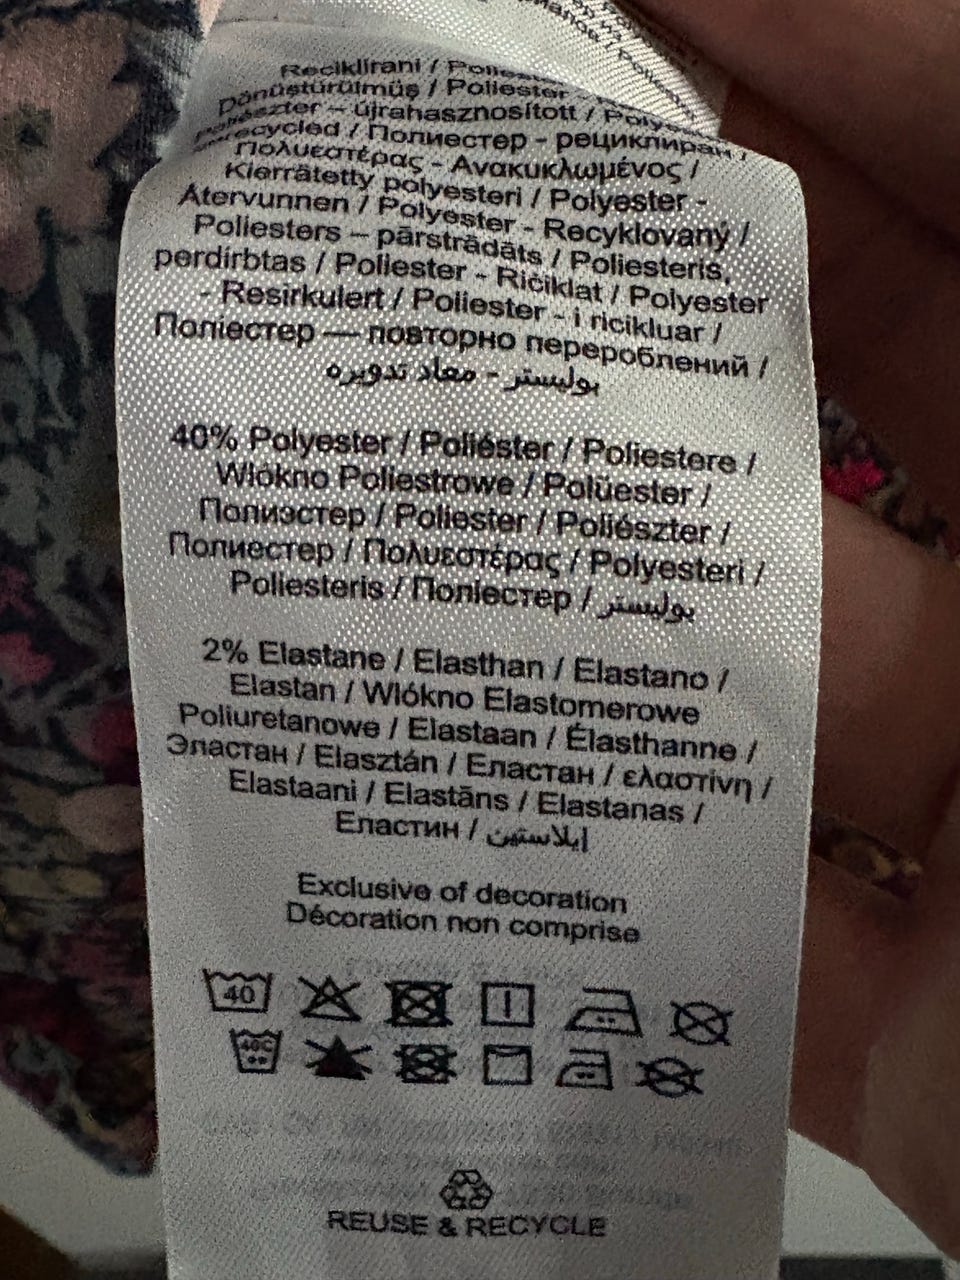 Reciklirani / Poliester
Dönüştürülmüş / Poliester -
Poliészter – újrahasznosított / Polyester
recycled / Полиестер - рециклиран /
Πολυεστέρας - Ανακυκλωμένος /
Kierrätetty polyesteri / Polyester -
Återvunnen / Polyester - Recyklovaný /
Poliesters – pārstrādāts / Poliesteris,
perdirbtas / Poliester - Riċiklat / Polyester
- Resirkulert / Poliester - i ricikluar /
Поліестер — повторно перероблений /
بوليستر - معاد تدويره
40% Polyester / Poliéster / Poliestere /
Wlókno Poliestrowe / Polüester /
Полиэстер / Poliester / Poliészter /
Полиестер / Πολυεστέρας / Polyesteri /
Poliesteris / Поліестер / بوليستر
2% Elastane / Elasthan / Elastano /
Elastan / Wlókno Elastomerowe
Poliuretanowe / Elastaan / Élasthanne /
Эластан / Elasztán / Еластан / ελαστίνη /
Elastaani / Elastāns / Elastanas /
Еластин / إيلاستين
Exclusive of decoration
Décoration non comprise
40
40C
REUSE & RECYCLE